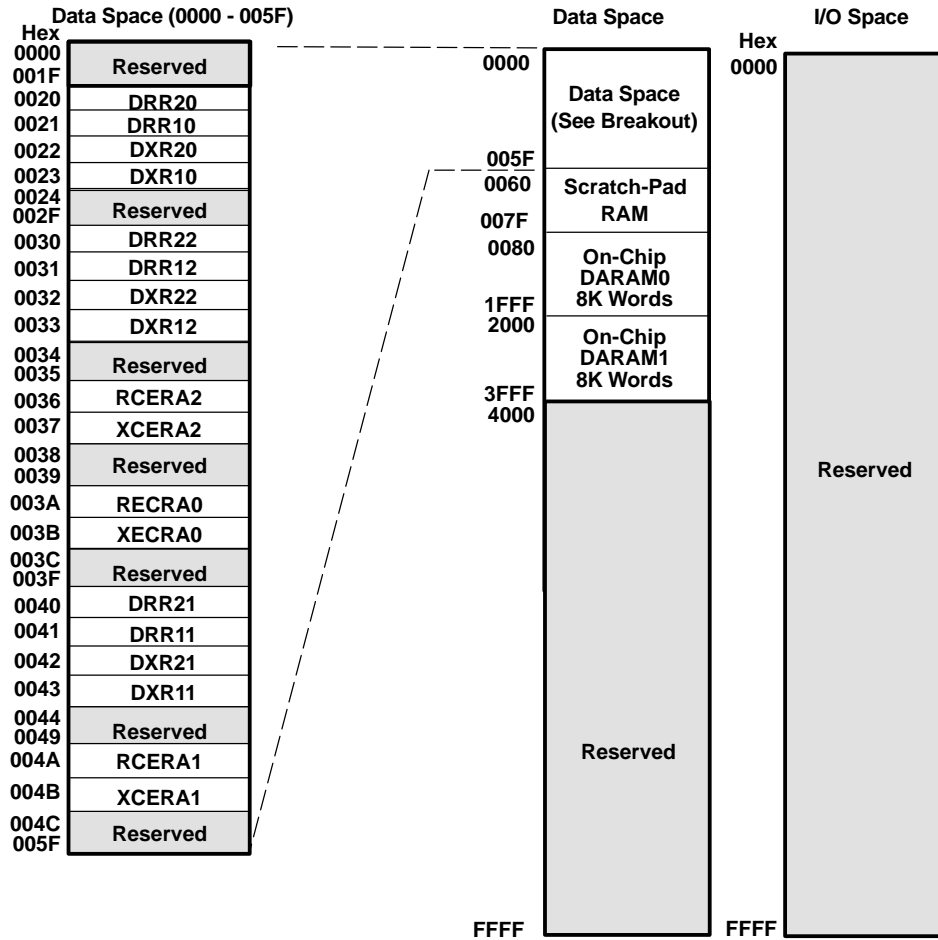 Data Space (0000 - 005F)
Hex
0000
001F
Reserved
0020
DRR20
0021
DRR10
0022
DXR20
0023
DXR10
0024
002F
Reserved
0030
DRR22
0031
DRR12
0032
DXR22
0033
DXR12
0034
0035
Reserved
0036
RCERA2
0037
XCERA2
0038
0039
Reserved
003A
RECRA0
003B
XECRA0
003C
003F
Reserved
0040
DRR21
0041
DRR11
0042
DXR21
0043
DXR11
0044
0049
Reserved
004A
RCERA1
004B
XCERA1
004C
005F
Reserved
Data Space
0000
Data Space
(See Breakout)
005F
0060
Scratch-Pad
RAM
007F
0080
On-Chip
DARAM0
8K Words
1FFF
2000
On-Chip
DARAM1
8K Words
3FFF
4000
Reserved
FFFF
I/O Space
Hex
0000
Reserved
FFFF